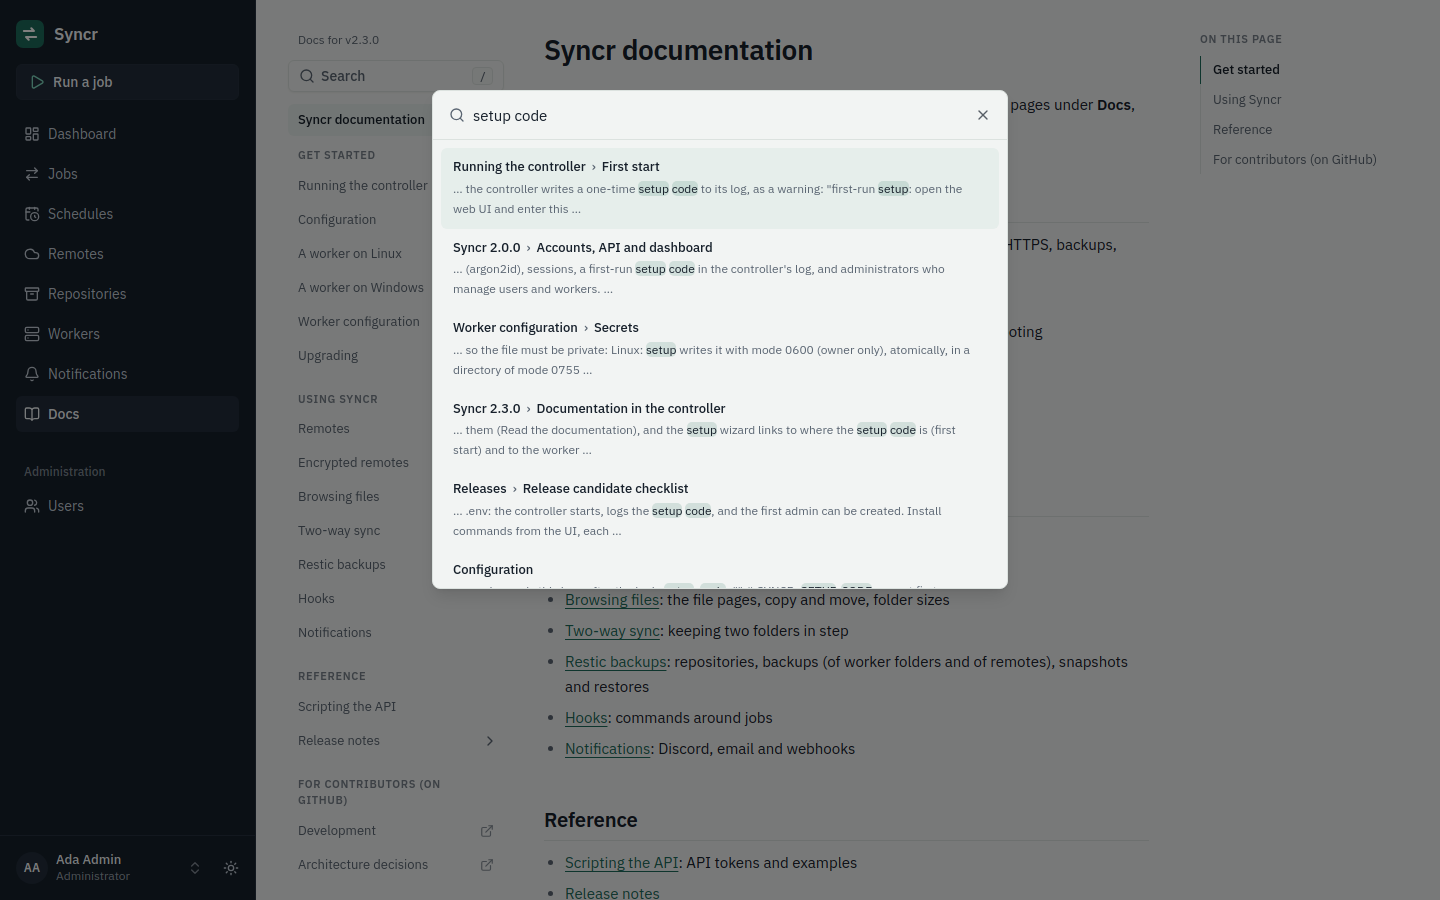 Syncr
Run a job
Dashboard
Jobs
Schedules
Remotes
Repositories
Workers
Notifications
Docs
Administration
Users
AA
Ada Admin
Administrator
Docs for v2.3.0
Search /
Syncr documentation
GET STARTED
Running the controller
Configuration
A worker on Linux
A worker on Windows
Worker configuration
Upgrading
USING SYNCR
Remotes
Encrypted remotes
Browsing files
Two-way sync
Restic backups
Hooks
Notifications
REFERENCE
Scripting the API
Release notes
FOR CONTRIBUTORS (ON
GITHUB)
Development
Architecture decisions
setup code
Running the controller › First start
... the controller writes a one-time setup code to its log, as a warning: "first-run setup: open the
web UI and enter this ...
Syncr 2.0.0 › Accounts, API and dashboard
... (argon2id), sessions, a first-run setup code in the controller's log, and administrators who
manage users and workers. ...
Worker configuration › Secrets
... so the file must be private: Linux: setup writes it with mode 0600 (owner only), atomically, in a
directory of mode 0755 ...
Syncr 2.3.0 › Documentation in the controller
... them (Read the documentation), and the setup wizard links to where the setup code is (first
start) and to the worker ...
Releases › Release candidate checklist
... .env: the controller starts, logs the setup code, and the first admin can be created. Install
commands from the UI, each ...
Configuration
Syncr documentation
pages under Docs,
HTTPS, backups,
oting
Browsing files: the file pages, copy and move, folder sizes
Two-way sync: keeping two folders in step
Restic backups: repositories, backups (of worker folders and of remotes), snapshots
and restores
Hooks: commands around jobs
Notifications: Discord, email and webhooks
Reference
Scripting the API: API tokens and examples
Release notes
ON THIS PAGE
Get started
Using Syncr
Reference
For contributors (on GitHub)